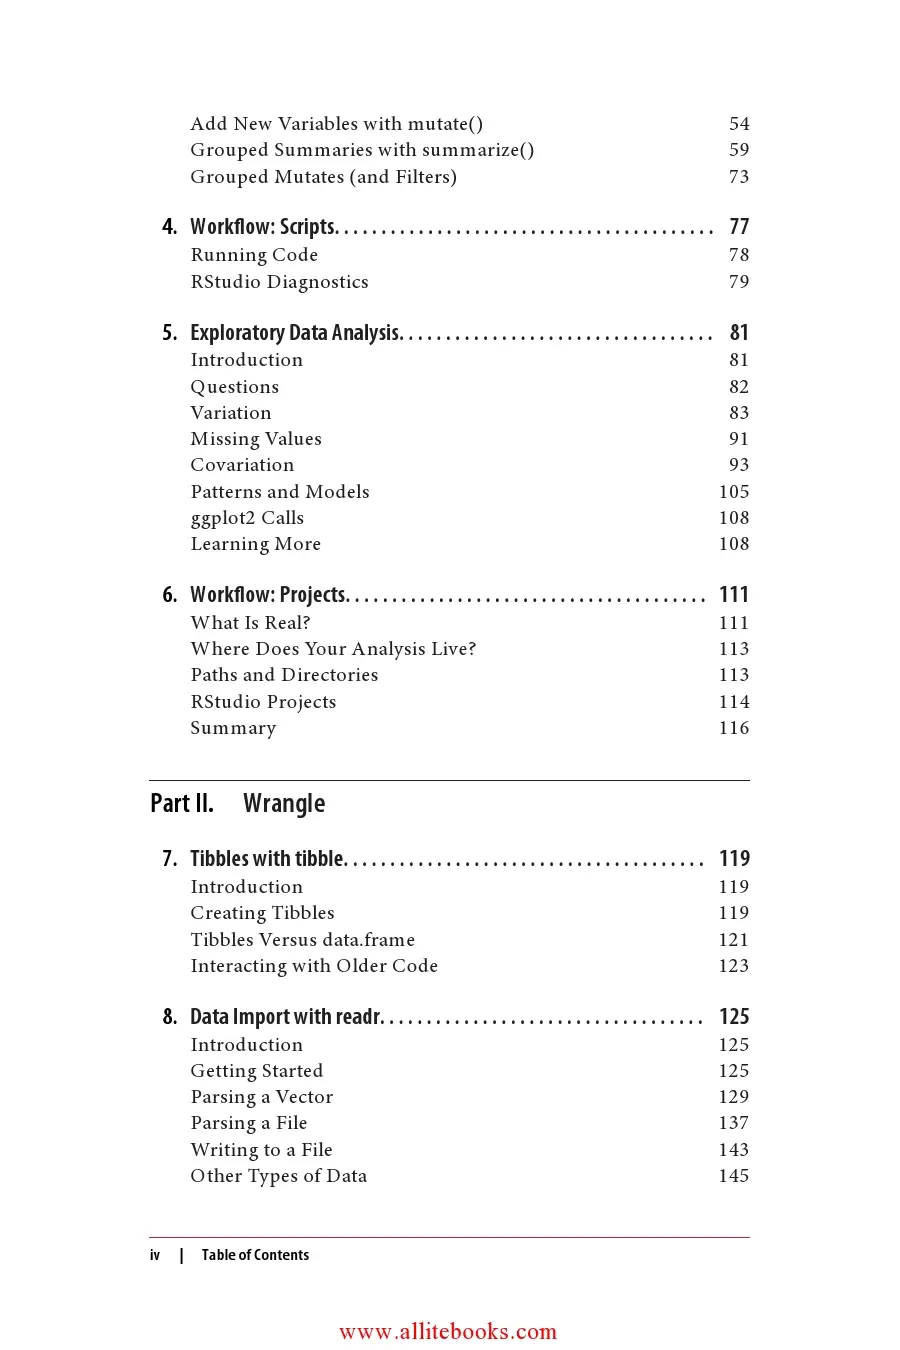 Add New Variables with mutate() 54
Grouped Summaries with summarize() 59
Grouped Mutates (and Filters) 73
4. Workflow: Scripts. . . . . . . . . . . . . . . . . . . . . . . . . . . . . . . . . . . . . . . . . 77
Running Code 78
RStudio Diagnostics 79
5. Exploratory Data Analysis. . . . . . . . . . . . . . . . . . . . . . . . . . . . . . . . . . 81
Introduction 81
Questions 82
Variation 83
Missing Values 91
Covariation 93
Patterns and Models 105
ggplot2 Calls 108
Learning More 108
6. Workflow: Projects. . . . . . . . . . . . . . . . . . . . . . . . . . . . . . . . . . . . . . . 111
What Is Real? 111
Where Does Your Analysis Live? 113
Paths and Directories 113
RStudio Projects 114
Summary 116
Part II. Wrangle
7. Tibbles with tibble. . . . . . . . . . . . . . . . . . . . . . . . . . . . . . . . . . . . . . . 119
Introduction 119
Creating Tibbles 119
Tibbles Versus data.frame 121
Interacting with Older Code 123
8. Data Import with readr. . . . . . . . . . . . . . . . . . . . . . . . . . . . . . . . . . . 125
Introduction 125
Getting Started 125
Parsing a Vector 129
Parsing a File 137
Writing to a File 143
Other Types of Data 145
iv | Table of Contents
www.allitebooks.com